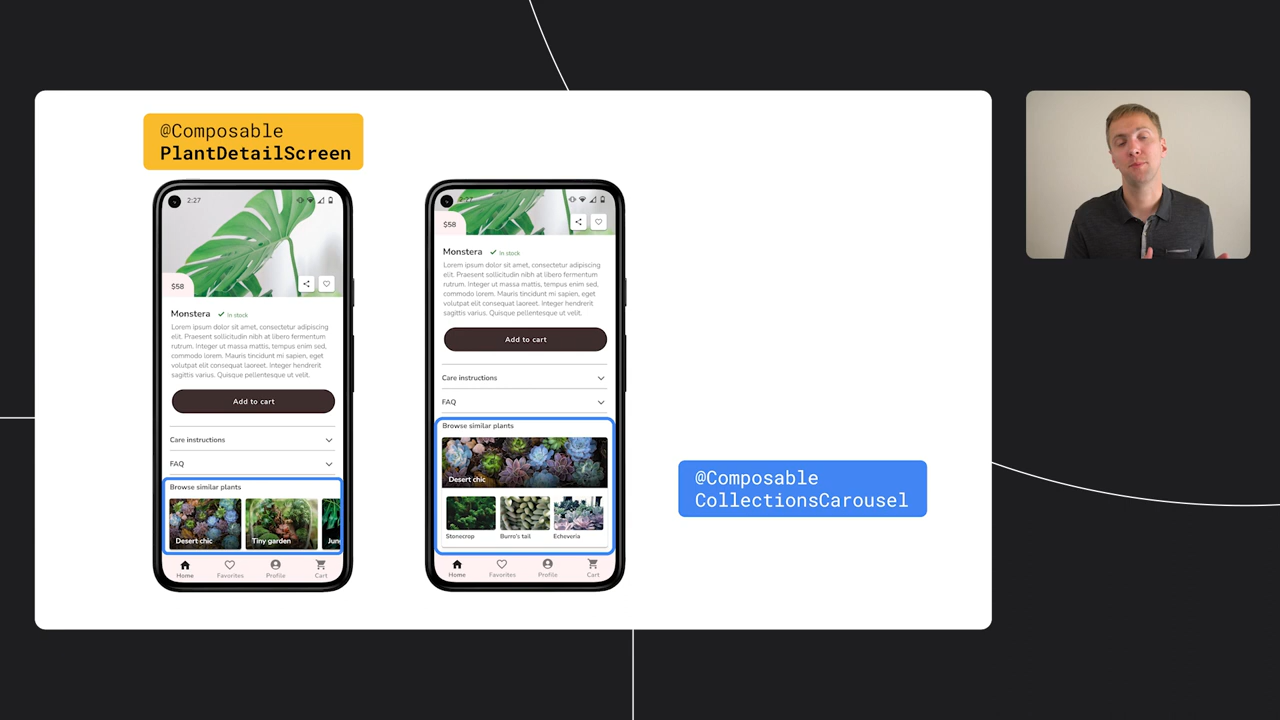 @Composable
PlantDetailScreen
2:27
$58
Monstera ✓ In stock
Lorem ipsum dolor sit amet, consectetur adipiscing
elit. Praesent sollicitudin nibh at libero fermentum
rutrum. Integer ut massa mattis, tempus enim sed,
commodo lorem. Mauris tincidunt mi sapien, eget
volutpat elit consequat laoreet. Integer hendrerit
sagittis varius. Quisque pellentesque ut velit.
Add to cart
Care instructions
FAQ
Browse similar plants
Desert chic
Tiny garden
Home
Favorites
Profile
Cart
$58
Monstera ✓ In stock
Lorem ipsum dolor sit amet, consectetur adipiscing
elit. Praesent sollicitudin nibh at libero fermentum
rutrum. Integer ut massa mattis, tempus enim sed,
commodo lorem. Mauris tincidunt mi sapien, eget
volutpat elit consequat laoreet. Integer hendrerit
sagittis varius. Quisque pellentesque ut velit.
Add to cart
Care instructions
FAQ
Browse similar plants
Desert chic
Stonecrop
Burro's tail
Echeveria
Home
Favorites
Profile
Cart
@Composable
CollectionsCarousel